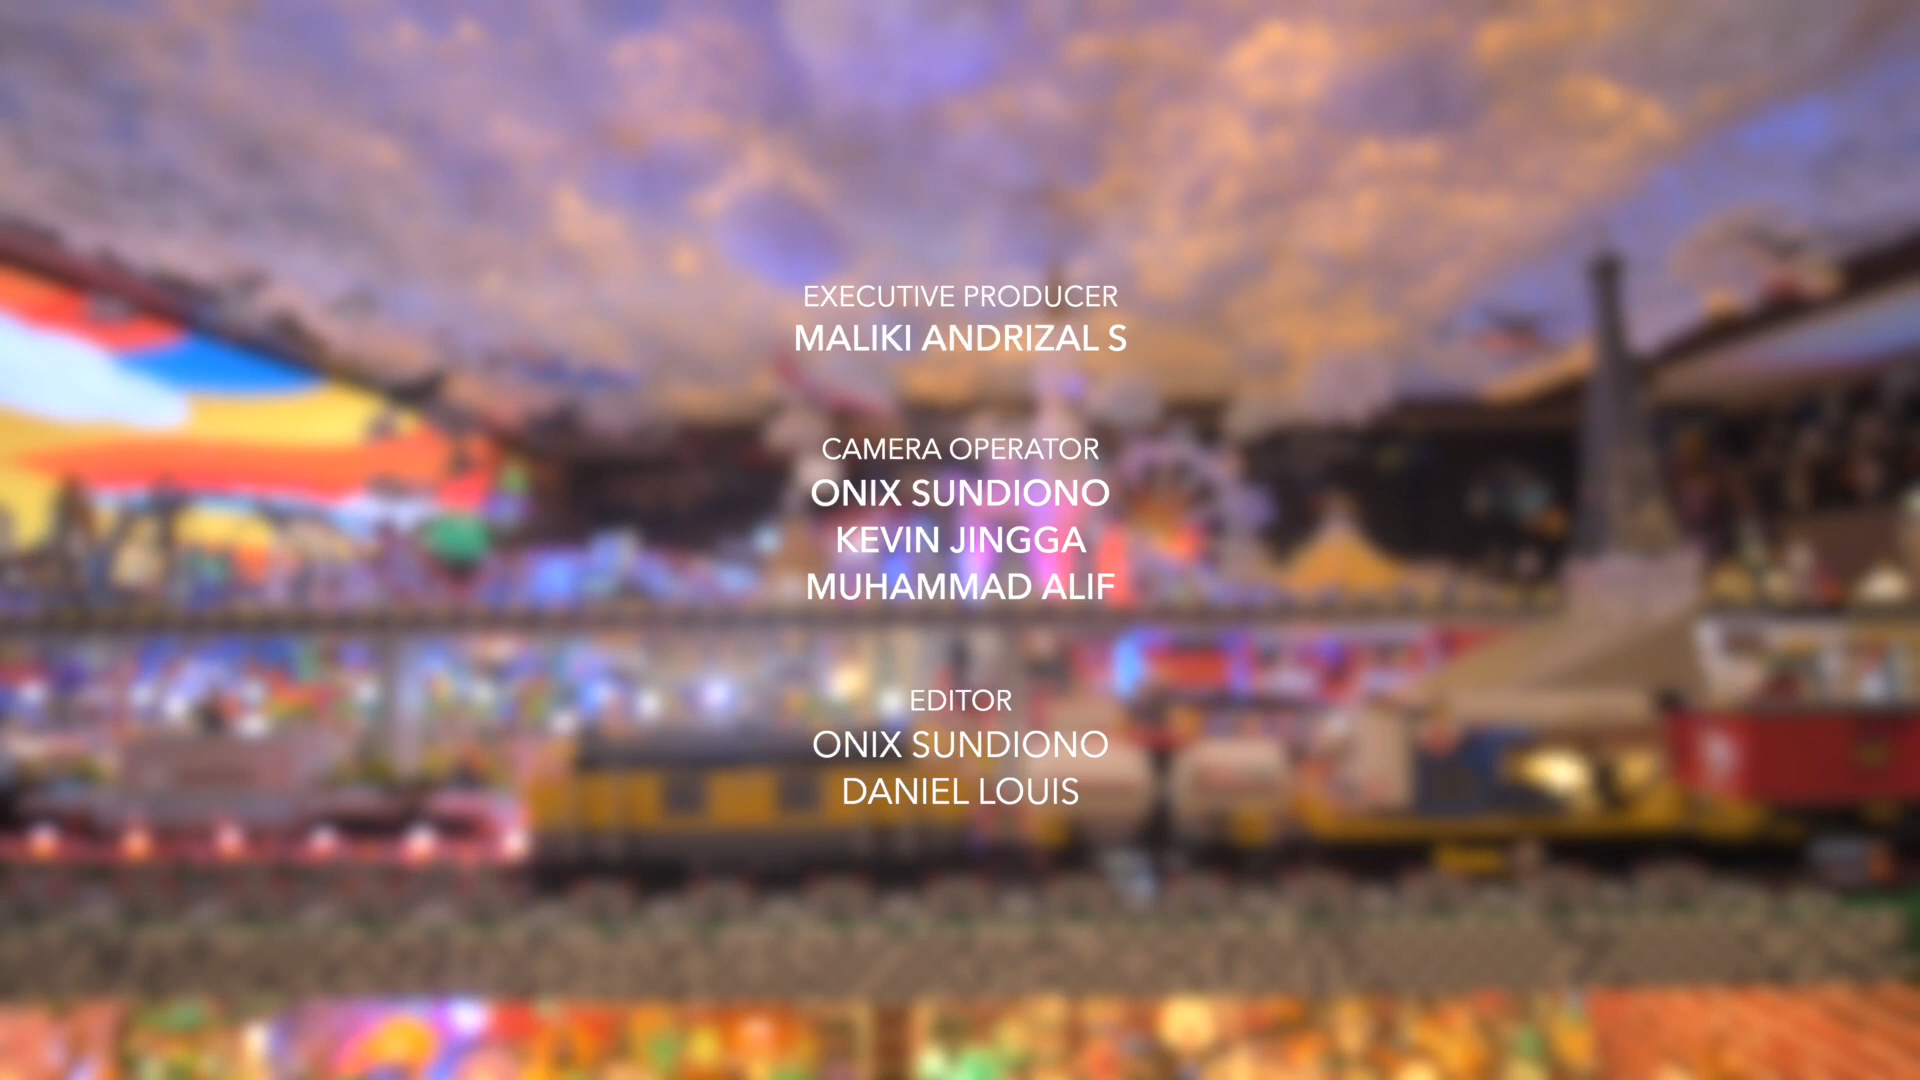 EXECUTIVE PRODUCER
MALIKI ANDRIZAL S
CAMERA OPERATOR
ONIX SUNDIONO
KEVIN JINGGA
MUHAMMAD ALIF
EDITOR
ONIX SUNDIONO
DANIEL LOUIS